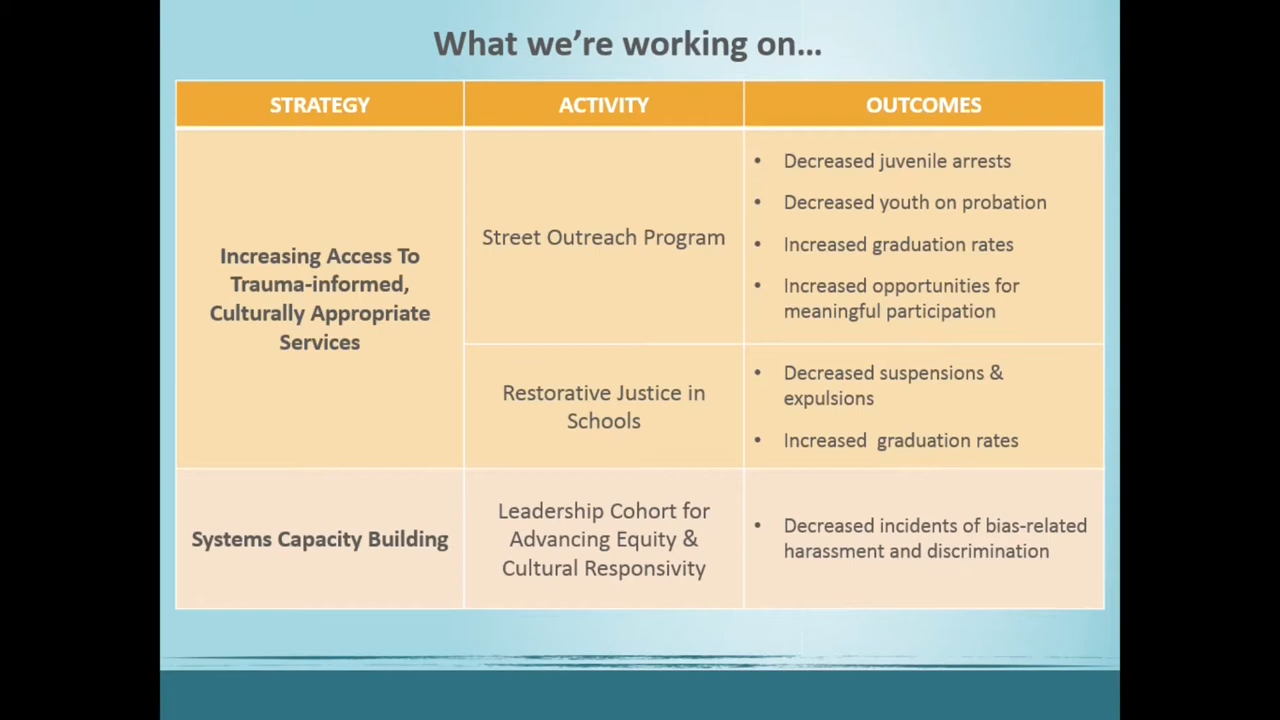 What we're working on…
STRATEGY
ACTIVITY
OUTCOMES
Increasing Access To
Trauma-informed,
Culturally Appropriate
Services
Street Outreach Program
• Decreased juvenile arrests
• Decreased youth on probation
• Increased graduation rates
• Increased opportunities for
meaningful participation
Restorative Justice in
Schools
• Decreased suspensions &
expulsions
• Increased  graduation rates
Systems Capacity Building
Leadership Cohort for
Advancing Equity &
Cultural Responsivity
• Decreased incidents of bias-related
harassment and discrimination